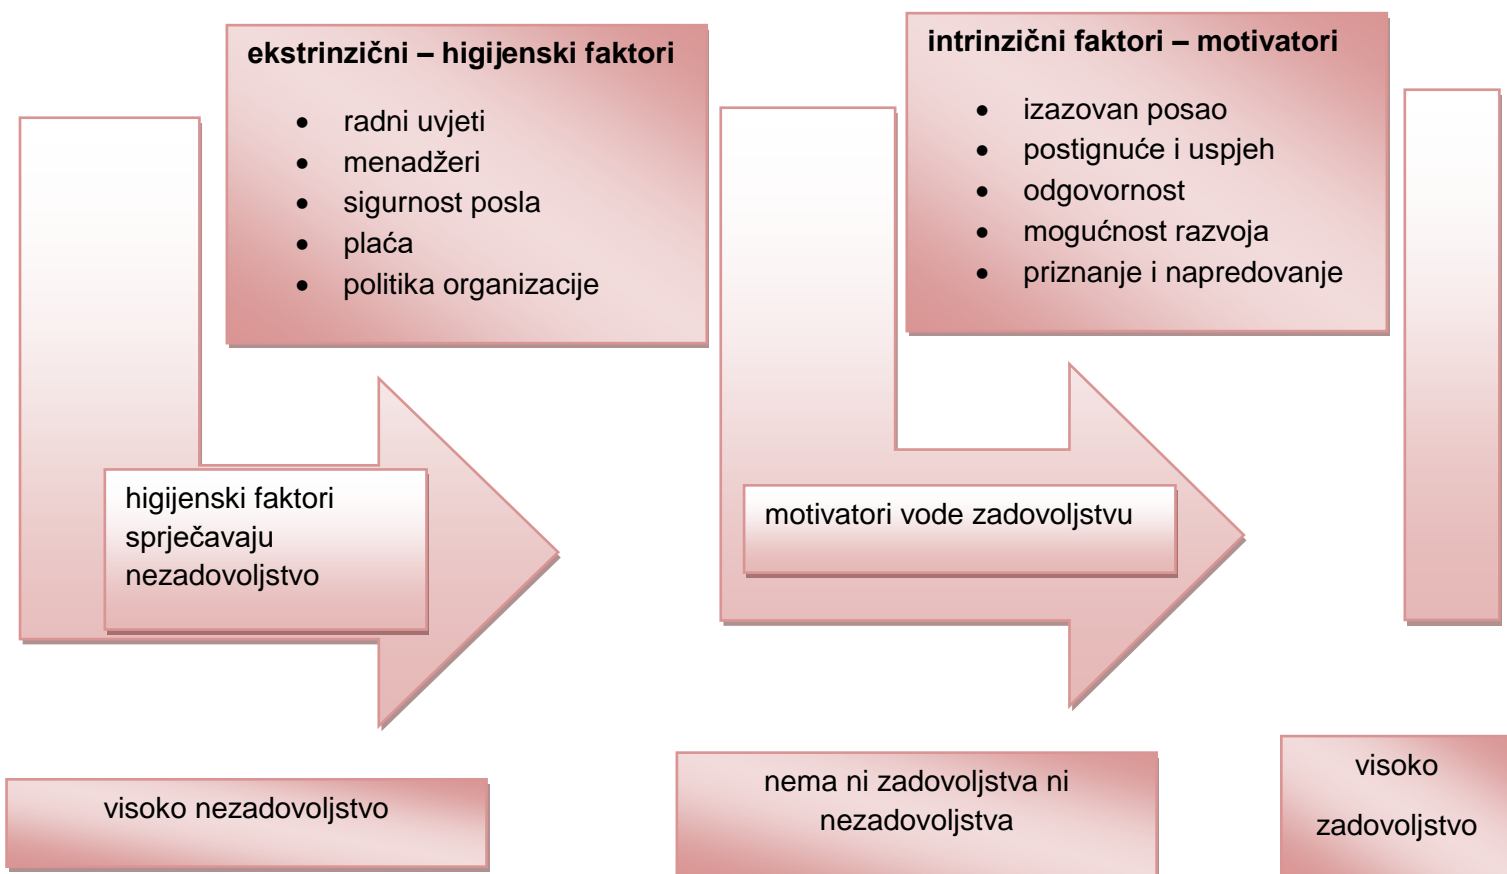 ekstrinzični – higijenski faktori
• radni uvjeti
• menadžeri
• sigurnost posla
• plaća
• politika organizacije
intrinzični faktori – motivatori
• izazovan posao
• postignuće i uspjeh
• odgovornost
• mogućnost razvoja
• priznanje i napredovanje
higijenski faktori
sprječavaju
nezadovoljstvo
motivatori vode zadovoljstvu
visoko nezadovoljstvo
nema ni zadovoljstva ni
nezadovoljstva
visoko
zadovoljstvo